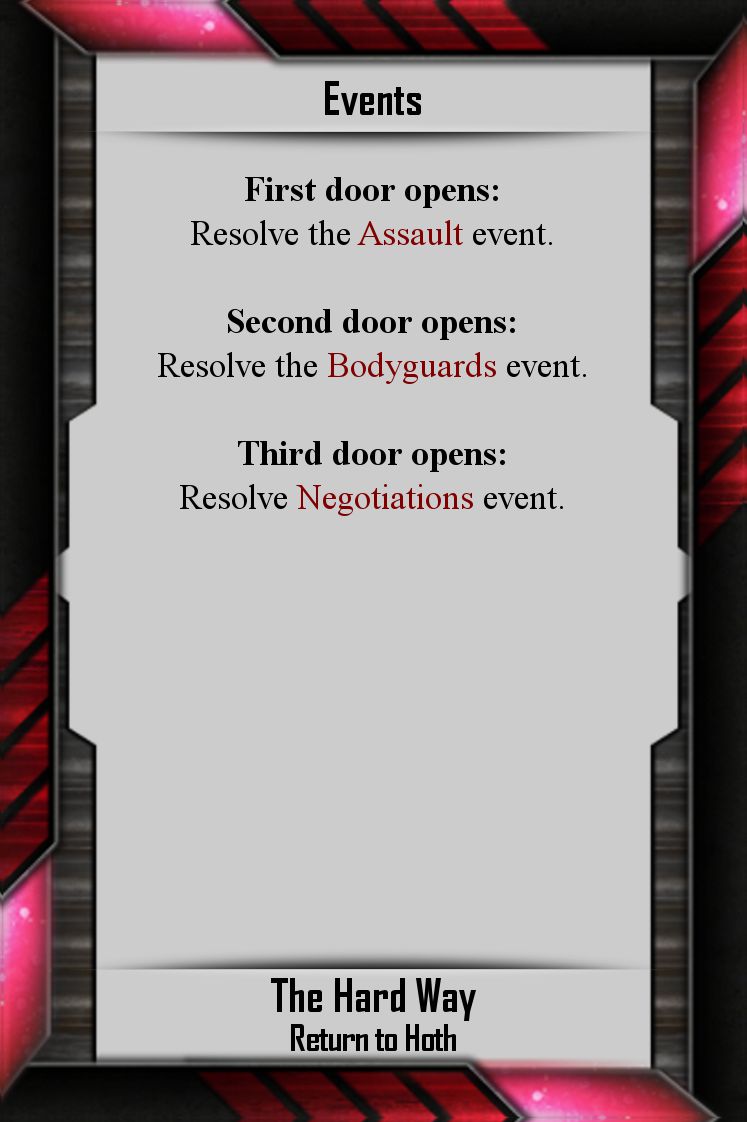 Events
First door opens:
Resolve the Assault event.
Second door opens:
Resolve the Bodyguards event.
Third door opens:
Resolve Negotiations event.
The Hard Way
Return to Hoth